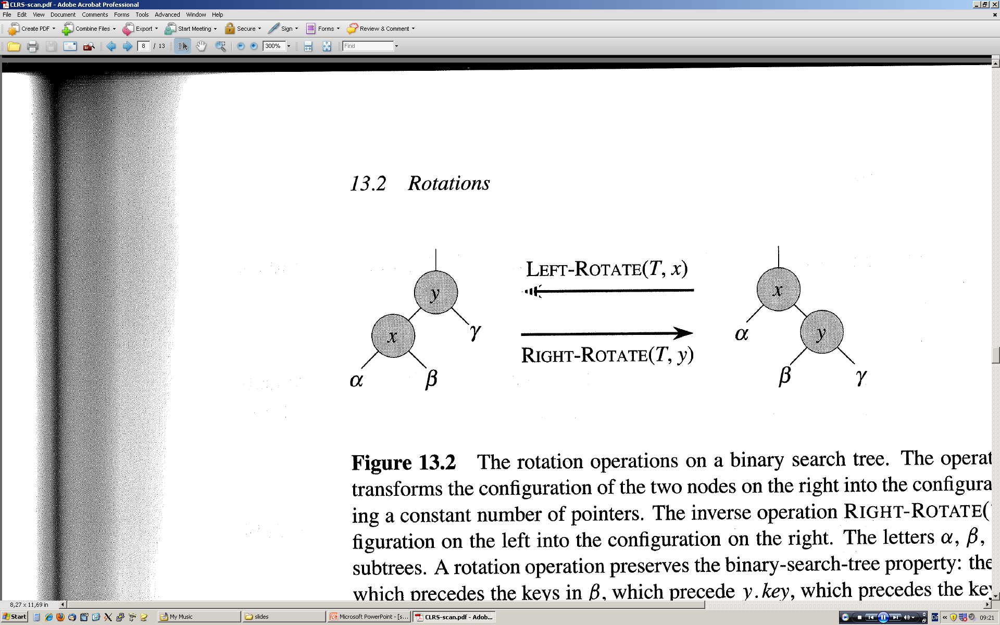 CLRS-scan.pdf - Adobe Acrobat Professional
File Edit View Document Comments Forms Tools Advanced Window Help
Create PDF Combine Files Export Start Meeting Secure Sign Forms Review & Comment
8 / 13 300% Find
13.2 Rotations
LEFT-ROTATE(T, x)
y x
x γ α y
RIGHT-ROTATE(T, y)
α β β γ
Figure 13.2 The rotation operations on a binary search tree. The operat
transforms the configuration of the two nodes on the right into the configura
ing a constant number of pointers. The inverse operation RIGHT-ROTATE(
figuration on the left into the configuration on the right. The letters α, β,
subtrees. A rotation operation preserves the binary-search-tree property: the
which precedes the keys in β, which precede y.key, which precedes the key
8,27 x 11,69 in
Start My Music slides Microsoft PowerPoint - [s... CLRS-scan.pdf - Adob... DA 09:21